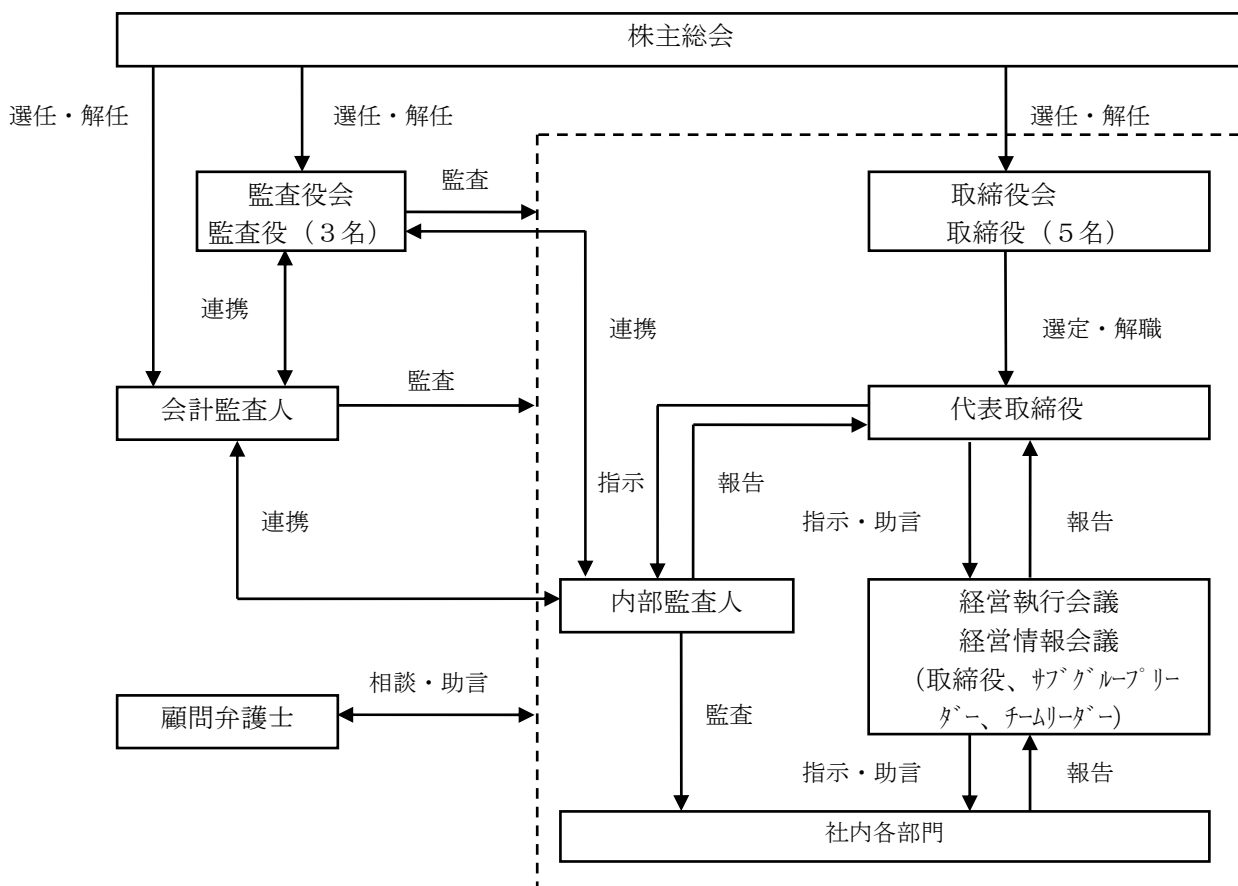 株主総会
選任・解任
選任・解任
選任・解任
監査役会
監査役（３名）
監査
取締役会
取締役（５名）
連携
連携
選定・解職
会計監査人
監査
代表取締役
指示
報告
連携
指示・助言
報告
内部監査人
経営執行会議
経営情報会議
（取締役、ｻﾌﾞｸﾞﾙｰﾌﾟﾘｰ
ﾀﾞｰ、ﾁｰﾑﾘｰﾀﾞｰ）
相談・助言
顧問弁護士
監査
指示・助言
報告
社内各部門